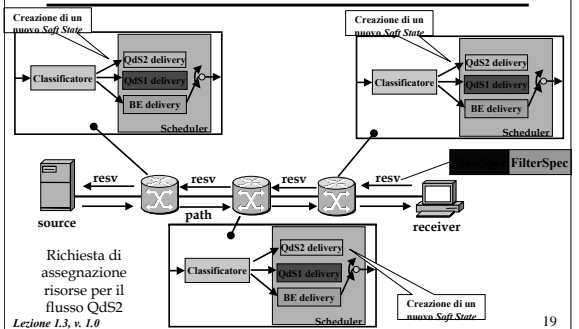 Creazione di un
nuovo Soft State
Classificatore
QdS2 delivery
QdS1 delivery
BE delivery
Scheduler
Creazione di un
nuovo Soft State
Classificatore
QdS2 delivery
QdS1 delivery
BE delivery
Scheduler
FlowSpec FilterSpec
resv
resv
resv
resv
source
path
receiver
Richiesta di
assegnazione
risorse per il
flusso QdS2
Classificatore
QdS2 delivery
QdS1 delivery
BE delivery
Scheduler
Creazione di un
nuovo Soft State
Lezione 1.3, v. 1.0
19